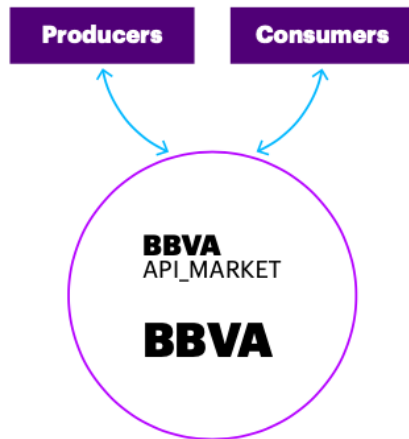 Producers
Consumers
BBVA
API_MARKET
BBVA